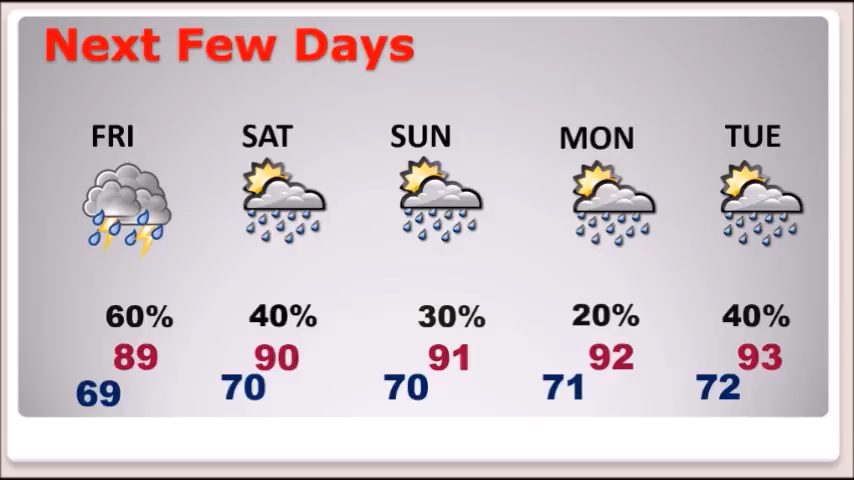 Next Few Days
FRI SAT SUN MON TUE
60% 40% 30% 20% 40%
89 90 91 92 93
69 70 70 71 72